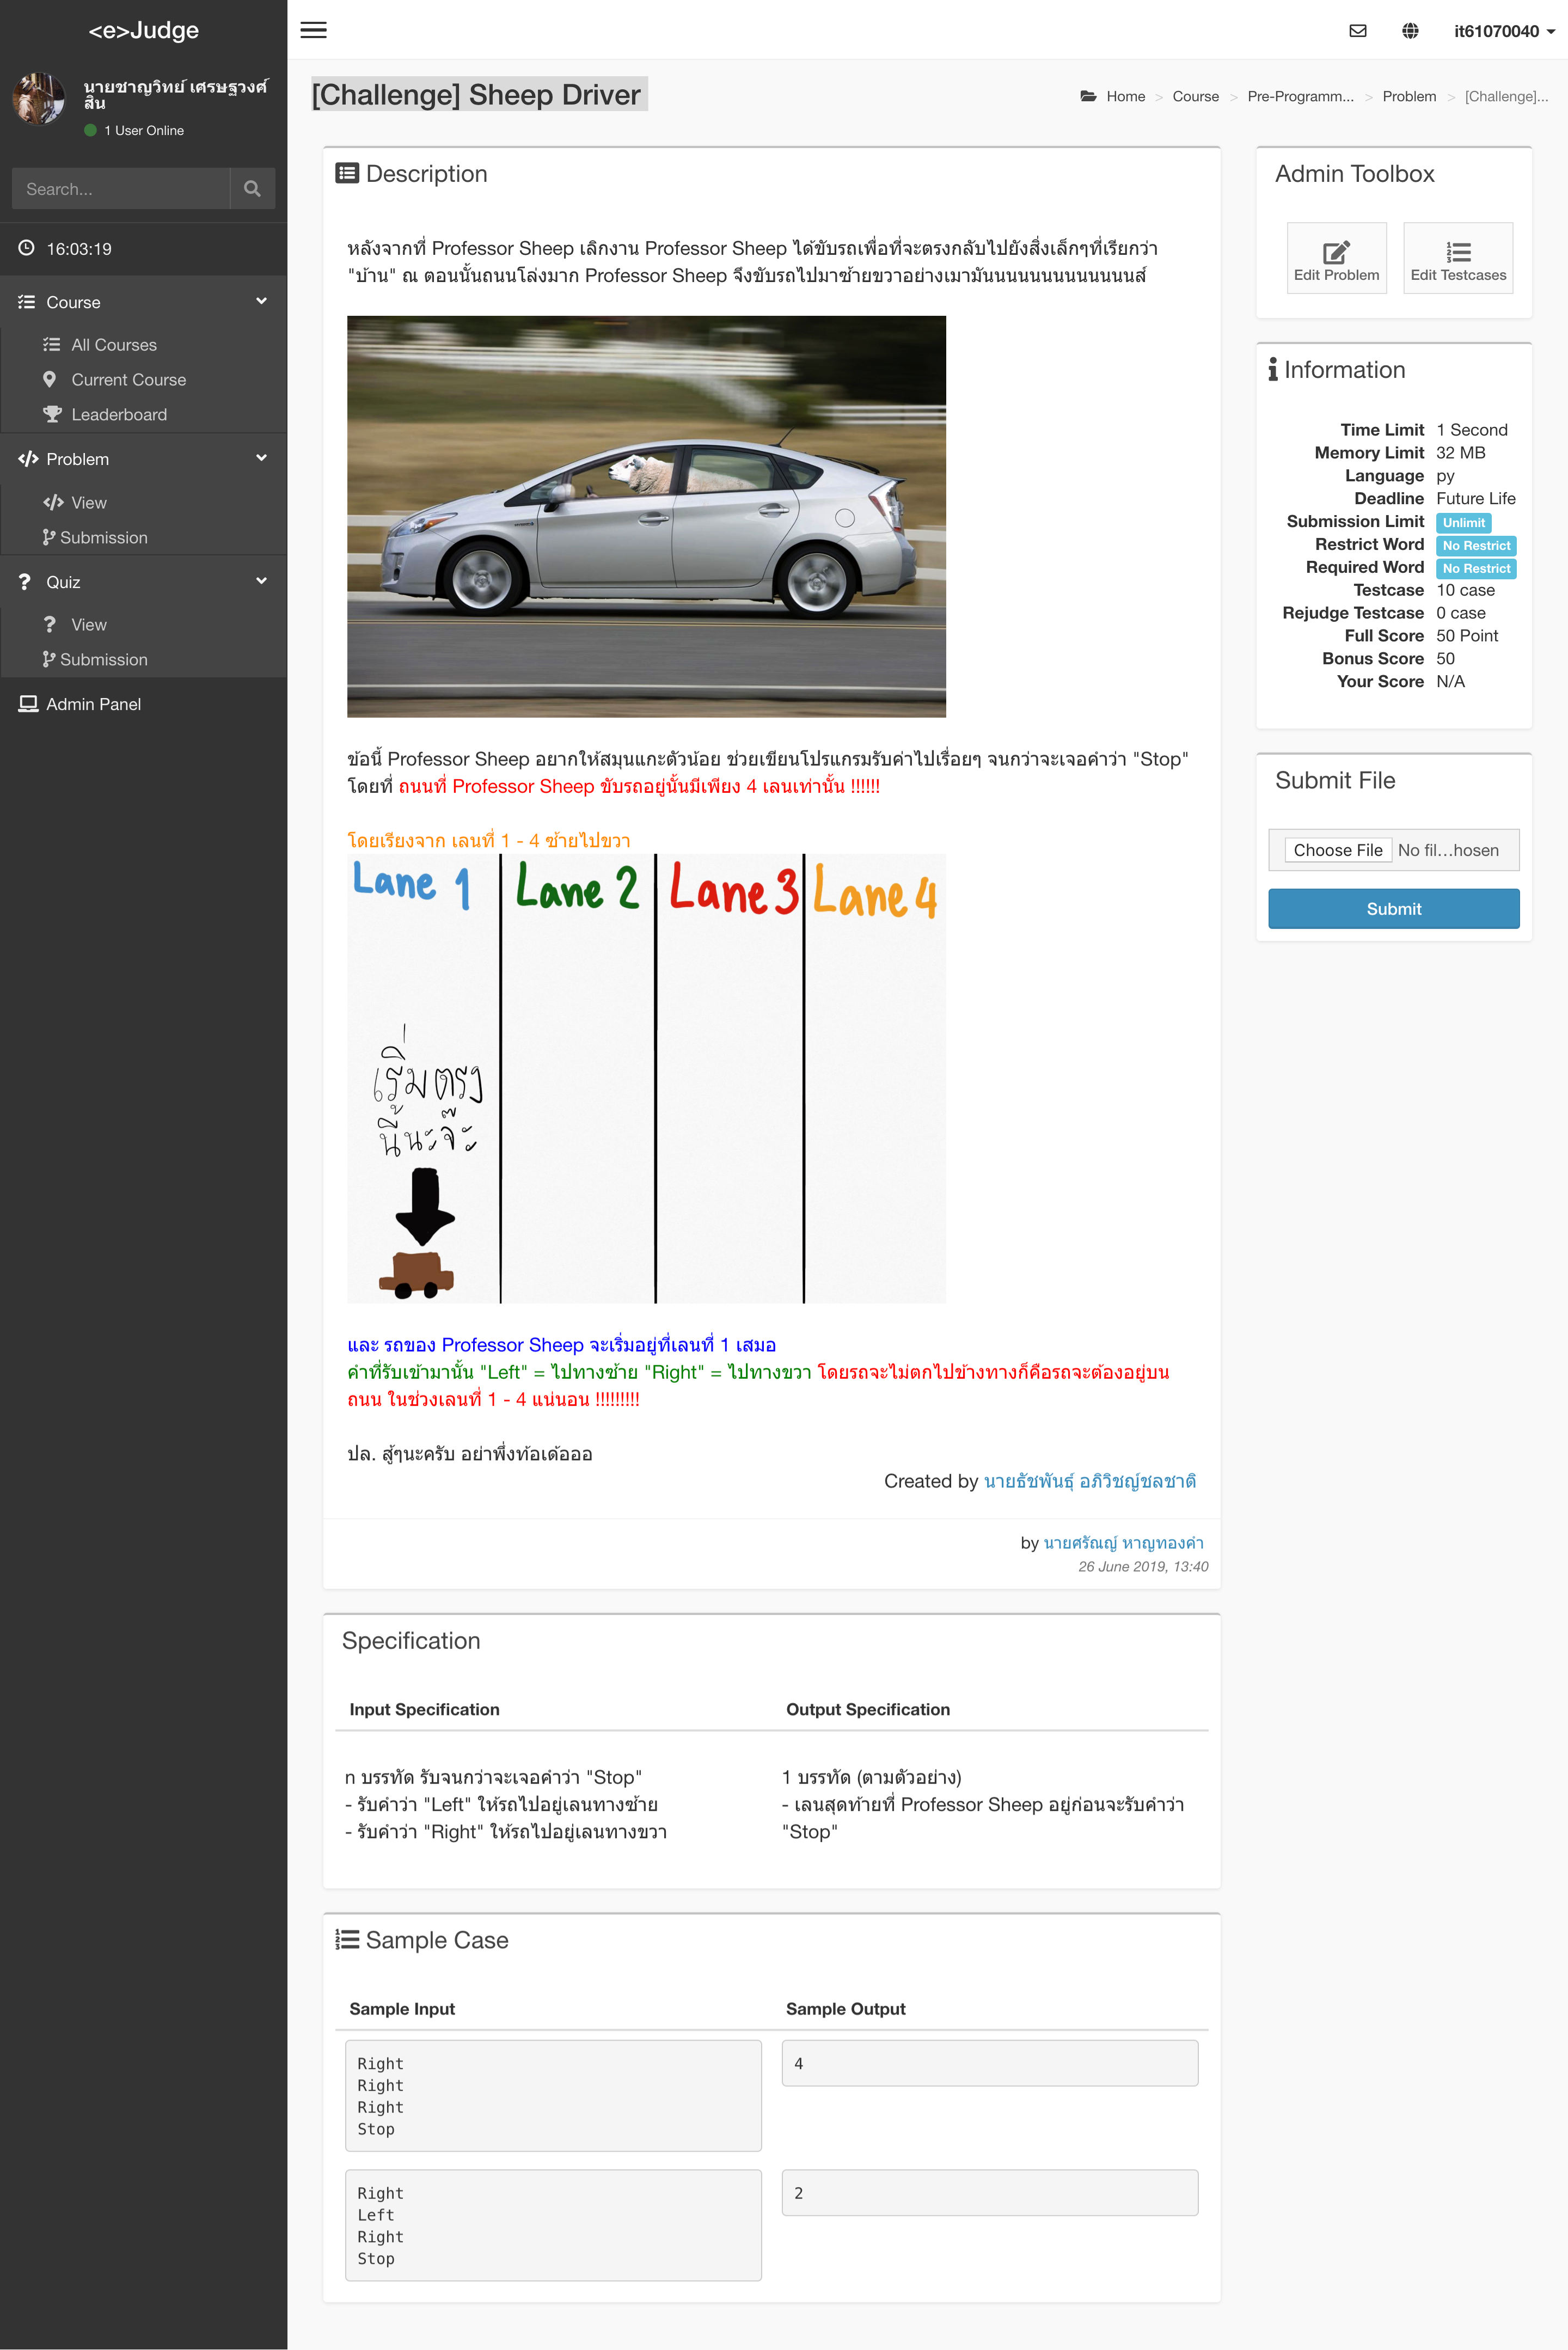 <e>Judge
it61070040
นายชาญวิทย์ เศรษฐวงศ์
สิน
1 User Online
Search...
16:03:19
Course
All Courses
Current Course
Leaderboard
Problem
View
Submission
Quiz
View
Submission
Admin Panel
[Challenge] Sheep Driver
Home > Course > Pre-Programm... > Problem > [Challenge]...
Description
หลังจากที่ Professor Sheep เลิกงาน Professor Sheep ได้ขับรถเพื่อที่จะตรงกลับไปยังสิ่งเล็กๆที่เรียกว่า
"บ้าน" ณ ตอนนั้นถนนโล่งมาก Professor Sheep จึงขับรถไปมาซ้ายขวาอย่างเมามันนนนนนนนนนนนนส์
ข้อนี้ Professor Sheep อยากให้สมุนแกะตัวน้อย ช่วยเขียนโปรแกรมรับค่าไปเรื่อยๆ จนกว่าจะเจอคำว่า "Stop"
โดยที่ ถนนที่ Professor Sheep ขับรถอยู่นั้นมีเพียง 4 เลนเท่านั้น !!!!!!
โดยเรียงจาก เลนที่ 1 - 4 ซ้ายไปขวา
Lane 1 Lane 2 Lane 3 Lane 4
เริ่มตรง
นี้นะจ๊ะ
และ รถของ Professor Sheep จะเริ่มอยู่ที่เลนที่ 1 เสมอ
คำที่รับเข้ามานั้น "Left" = ไปทางซ้าย "Right" = ไปทางขวา โดยรถจะไม่ตกไปข้างทางก็คือรถจะต้องอยู่บน
ถนน ในช่วงเลนที่ 1 - 4 แน่นอน !!!!!!!!!
ปล. สู้ๆนะครับ อย่าพึ่งท้อเด้อออ
Created by นายธัชพันธุ์ อภิวิชญ์ชลชาติ
by นายศรัณญ์ หาญทองคำ
26 June 2019, 13:40
Specification
Input Specification Output Specification
n บรรทัด รับจนกว่าจะเจอคำว่า "Stop"
- รับคำว่า "Left" ให้รถไปอยู่เลนทางซ้าย
- รับคำว่า "Right" ให้รถไปอยู่เลนทางขวา
1 บรรทัด (ตามตัวอย่าง)
- เลนสุดท้ายที่ Professor Sheep อยู่ก่อนจะรับคำว่า
"Stop"
Sample Case
Sample Input Sample Output
Right
Right
Right
Stop
4
Right
Left
Right
Stop
2
Admin Toolbox
Edit Problem
Edit Testcases
Information
Time Limit 1 Second
Memory Limit 32 MB
Language py
Deadline Future Life
Submission Limit Unlimit
Restrict Word No Restrict
Required Word No Restrict
Testcase 10 case
Rejudge Testcase 0 case
Full Score 50 Point
Bonus Score 50
Your Score N/A
Submit File
Choose File No fil...hosen
Submit